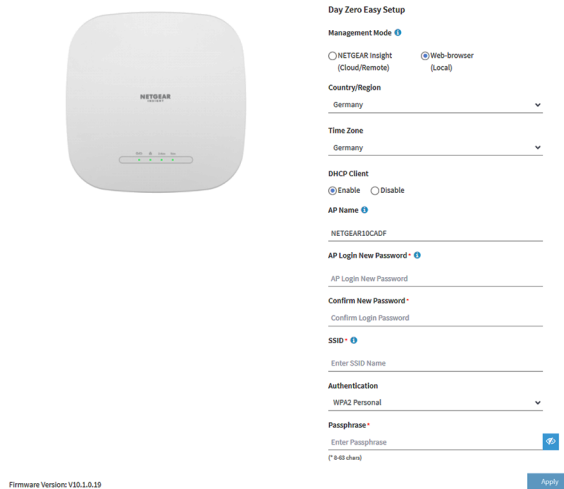 NETGEAR
Day Zero Easy Setup
Management Mode
NETGEAR Insight
(Cloud/Remote)
Web-browser
(Local)
Country/Region
Germany
Time Zone
Germany
DHCP Client
Enable
Disable
AP Name
NETGEAR10CADF
AP Login New Password*
AP Login New Password
Confirm New Password*
Confirm Login Password
SSID*
Enter SSID Name
Authentication
WPA2 Personal
Passphrase*
Enter Passphrase
(* 8-63 chars)
Firmware Version: V10.1.0.19
Apply